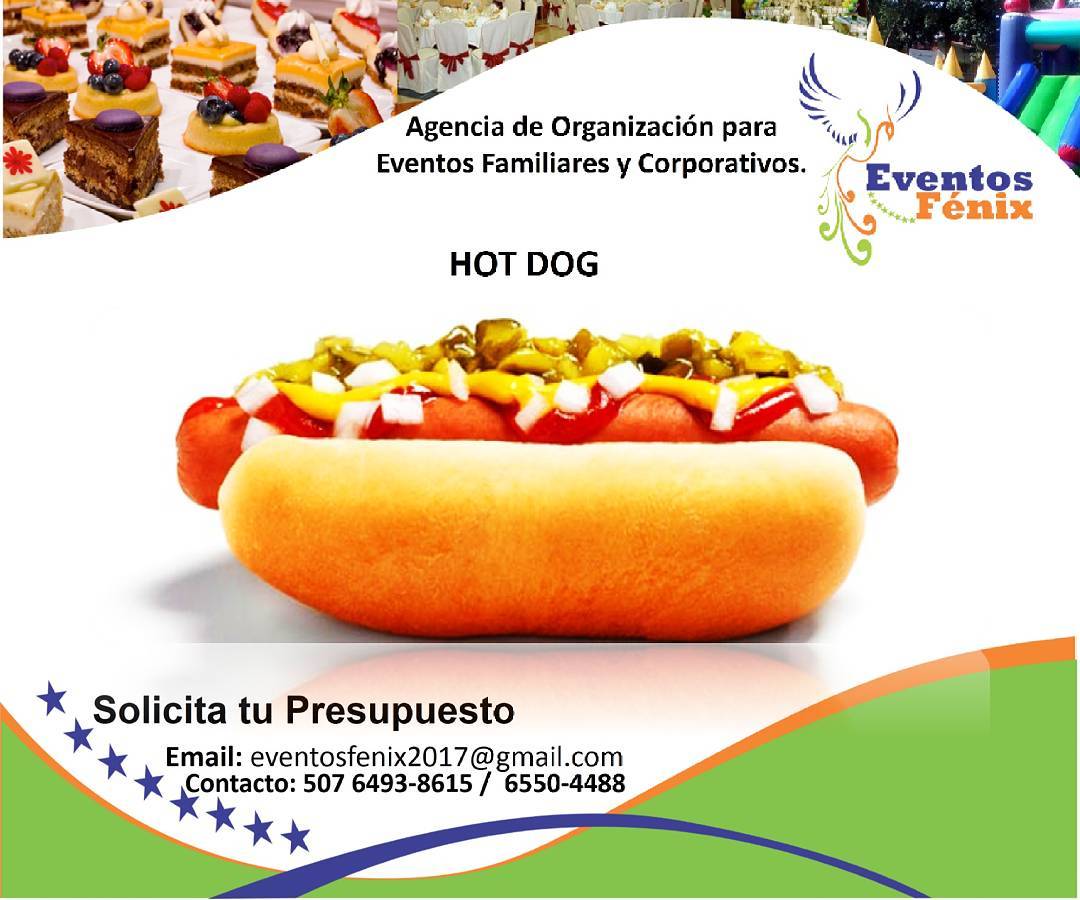 Agencia de Organización para
Eventos Familiares y Corporativos.
Eventos
Fénix
HOT DOG
Solicita tu Presupuesto
Email: eventosfenix2017@gmail.com
Contacto: 507 6493-8615 / 6550-4488